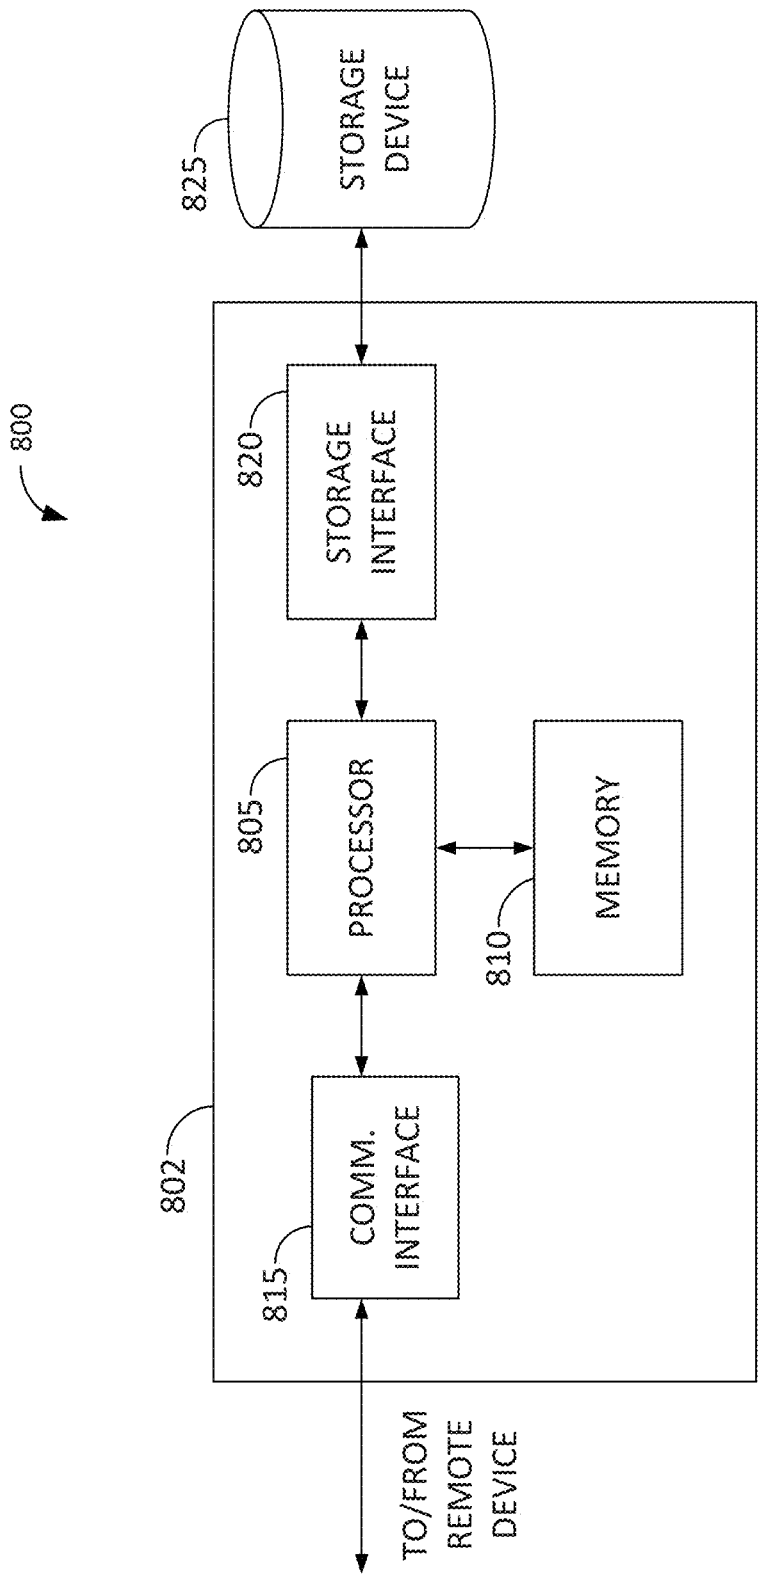 800
802
TO/FROM
REMOTE
DEVICE
815
COMM.
INTERFACE
805
PROCESSOR
810
MEMORY
820
STORAGE
INTERFACE
825
STORAGE
DEVICE